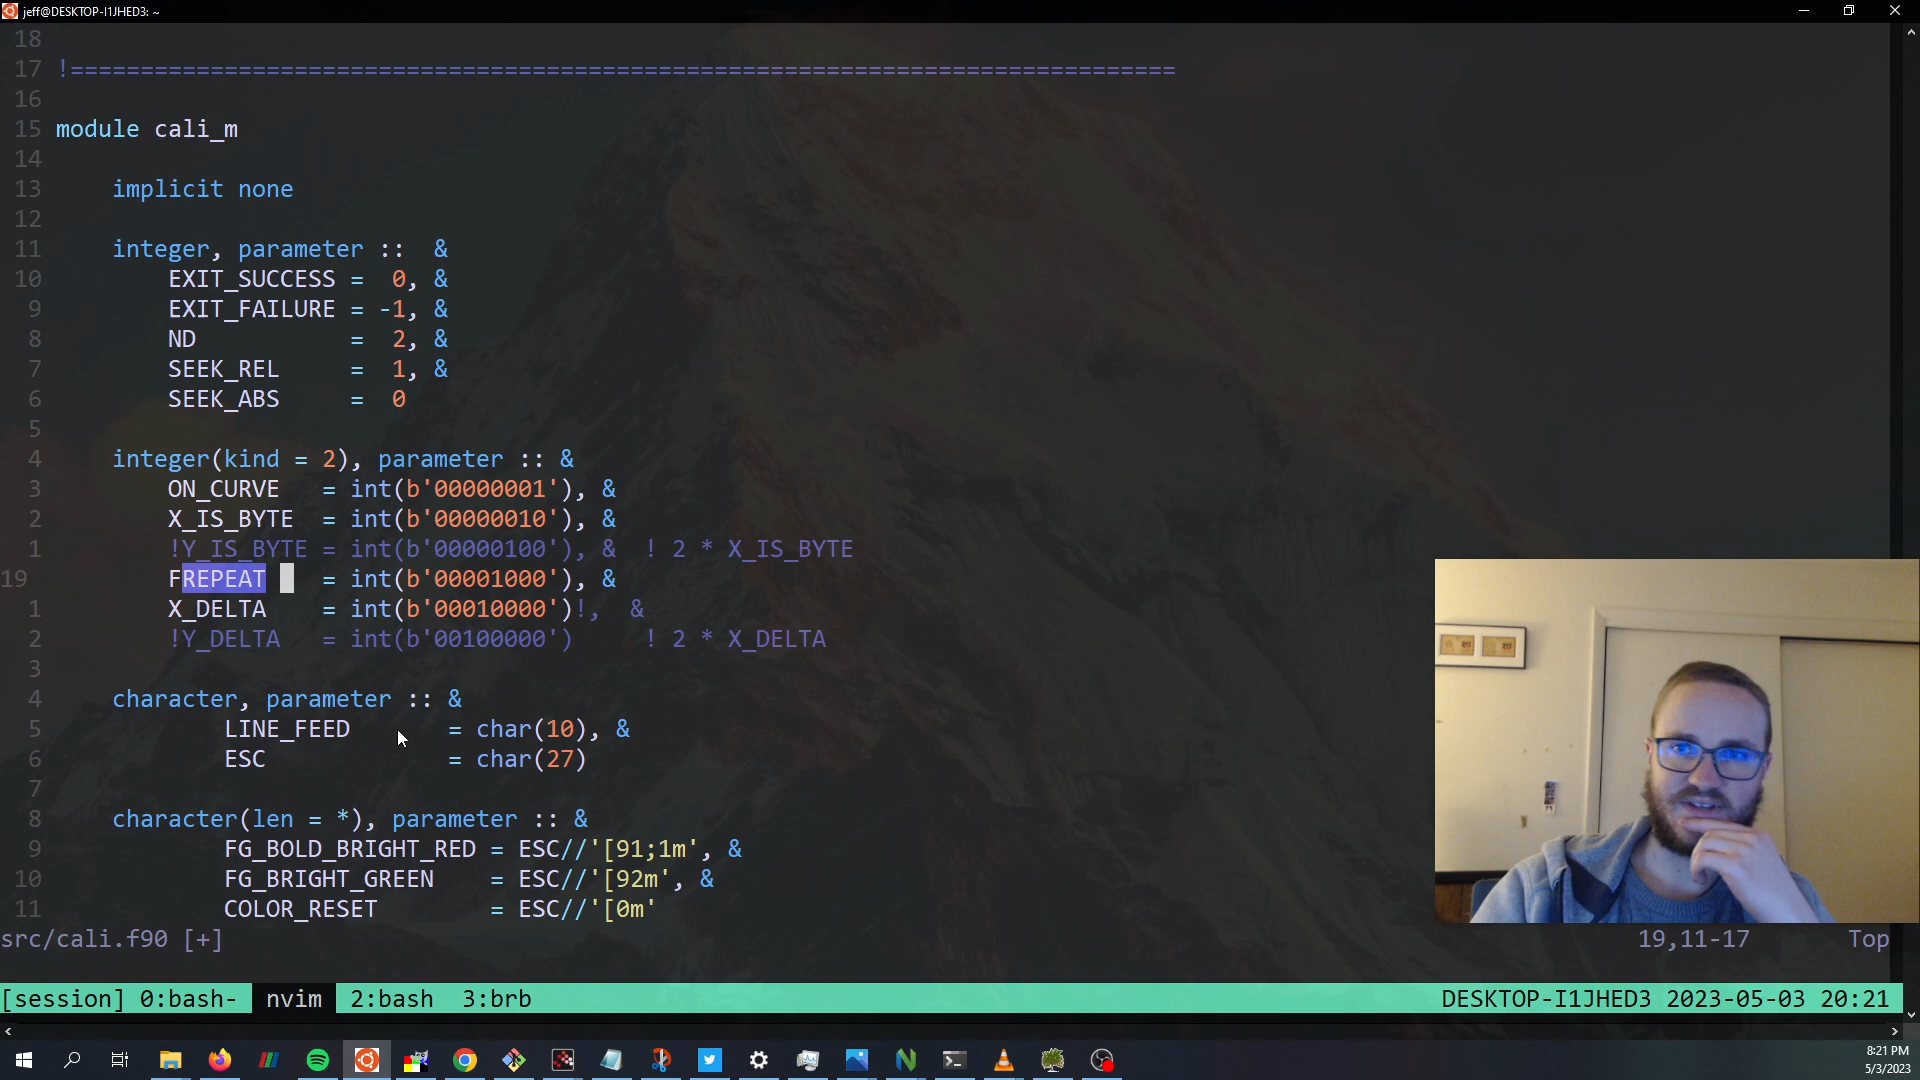 jeff@DESKTOP-I1JHED3: ~
18
17 !===============================================================================
16
15 module cali_m
14
13     implicit none
12
11     integer, parameter ::  &
10         EXIT_SUCCESS =  0, &
9         EXIT_FAILURE = -1, &
8         ND           =  2, &
7         SEEK_REL     =  1, &
6         SEEK_ABS     =  0
5
4     integer(kind = 2), parameter :: &
3         ON_CURVE   = int(b'00000001'), &
2         X_IS_BYTE  = int(b'00000010'), &
1         !Y_IS_BYTE = int(b'00000100'), &  ! 2 * X_IS_BYTE
19         FREPEAT    = int(b'00001000'), &
1         X_DELTA    = int(b'00010000')!,  &
2         !Y_DELTA   = int(b'00100000')     ! 2 * X_DELTA
3
4     character, parameter :: &
5             LINE_FEED       = char(10), &
6             ESC             = char(27)
7
8     character(len = *), parameter :: &
9             FG_BOLD_BRIGHT_RED = ESC//'[91;1m', &
10             FG_BRIGHT_GREEN    = ESC//'[92m', &
11             COLOR_RESET        = ESC//'[0m'
src/cali.f90 [+] 19,11-17 Top
[session] 0:bash- nvim 2:bash 3:brb DESKTOP-I1JHED3 2023-05-03 20:21
8:21 PM
5/3/2023